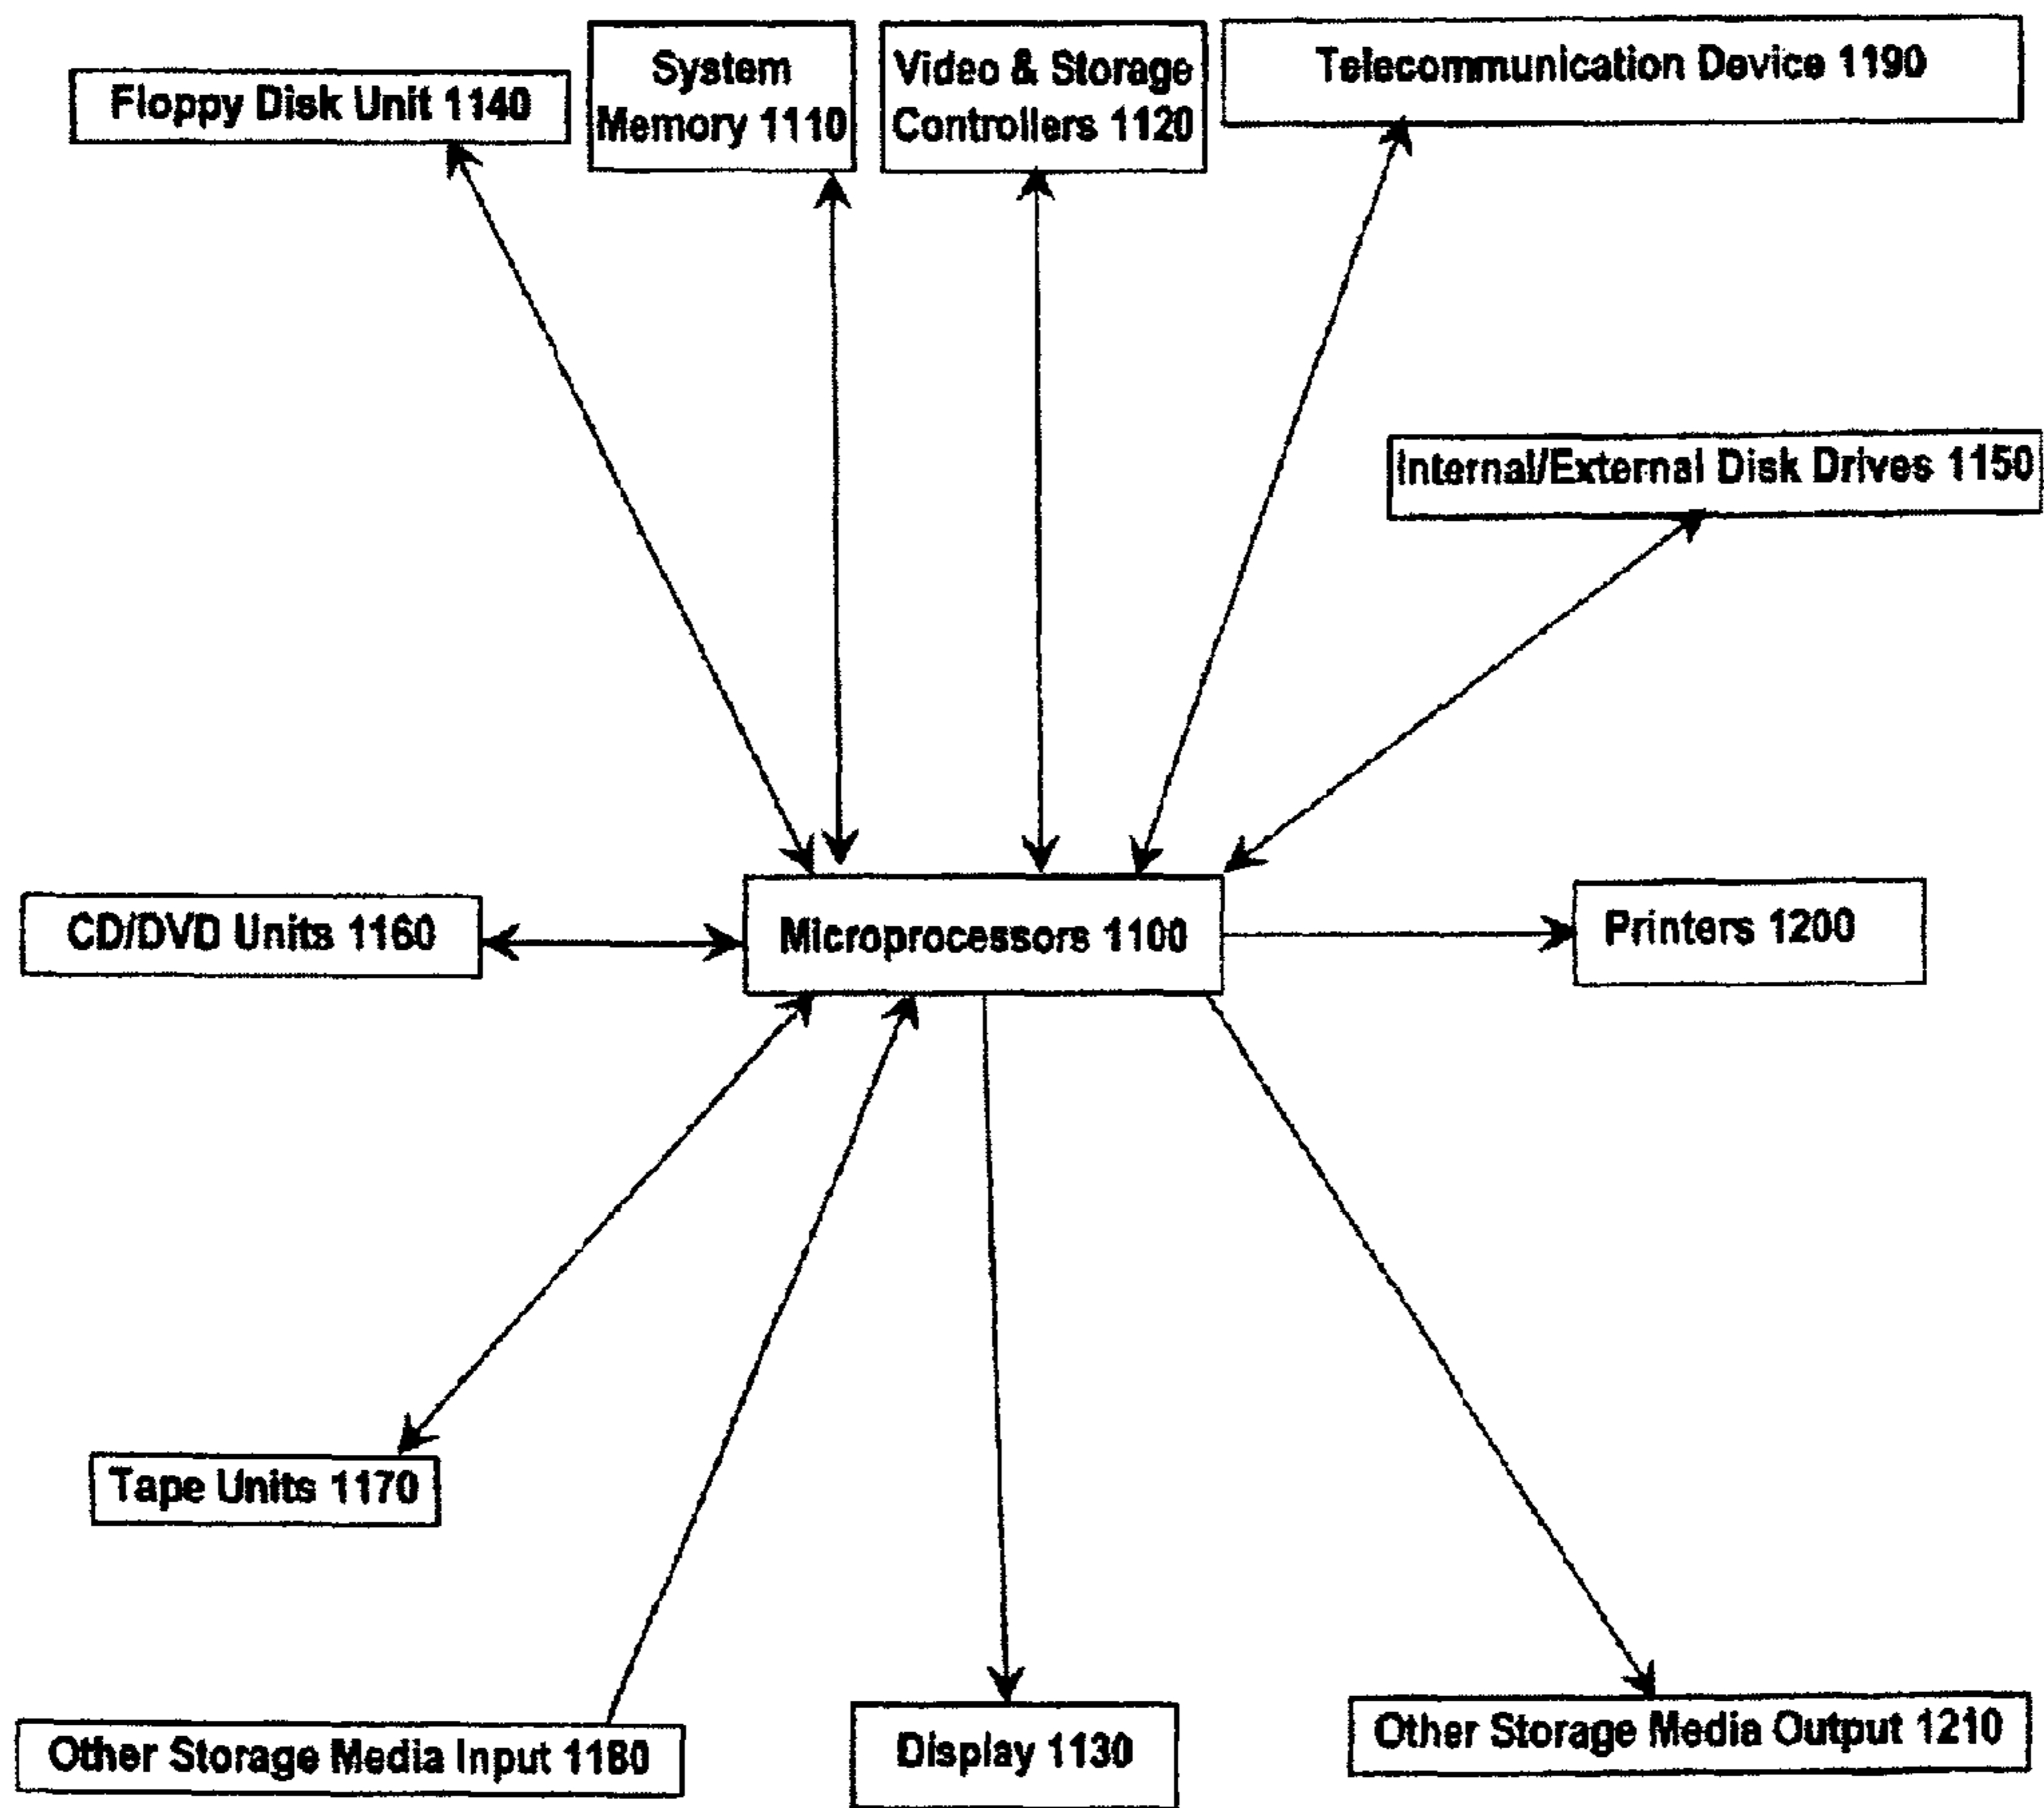 Floppy Disk Unit 1140
System
Memory 1110
Video & Storage
Controllers 1120
Telecommunication Device 1190
Internal/External Disk Drives 1150
CD/DVD Units 1160
Microprocessors 1100
Printers 1200
Tape Units 1170
Other Storage Media Input 1180
Display 1130
Other Storage Media Output 1210